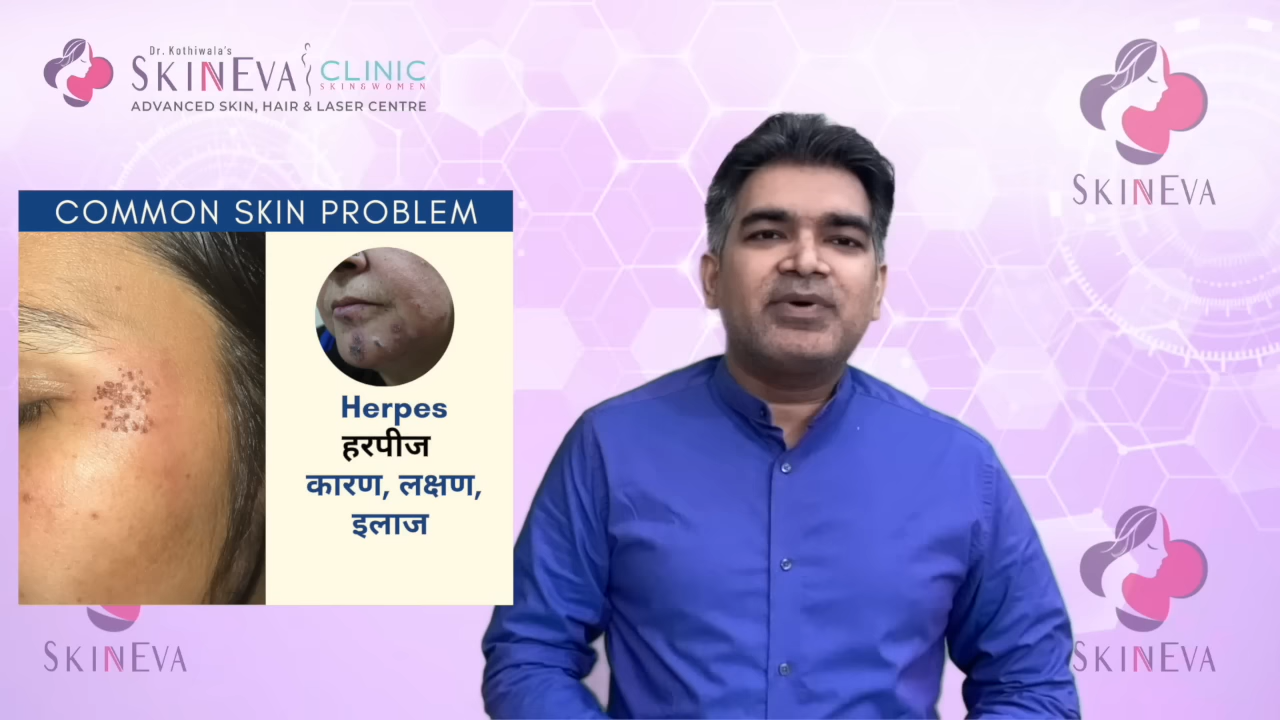 Dr. Kothiwala's
SKINEVA CLINIC
SKIN & WOMEN
ADVANCED SKIN, HAIR & LASER CENTRE
SKINEVA
COMMON SKIN PROBLEM
Herpes
हरपीज
कारण, लक्षण,
इलाज
SKINEVA
SKINEVA